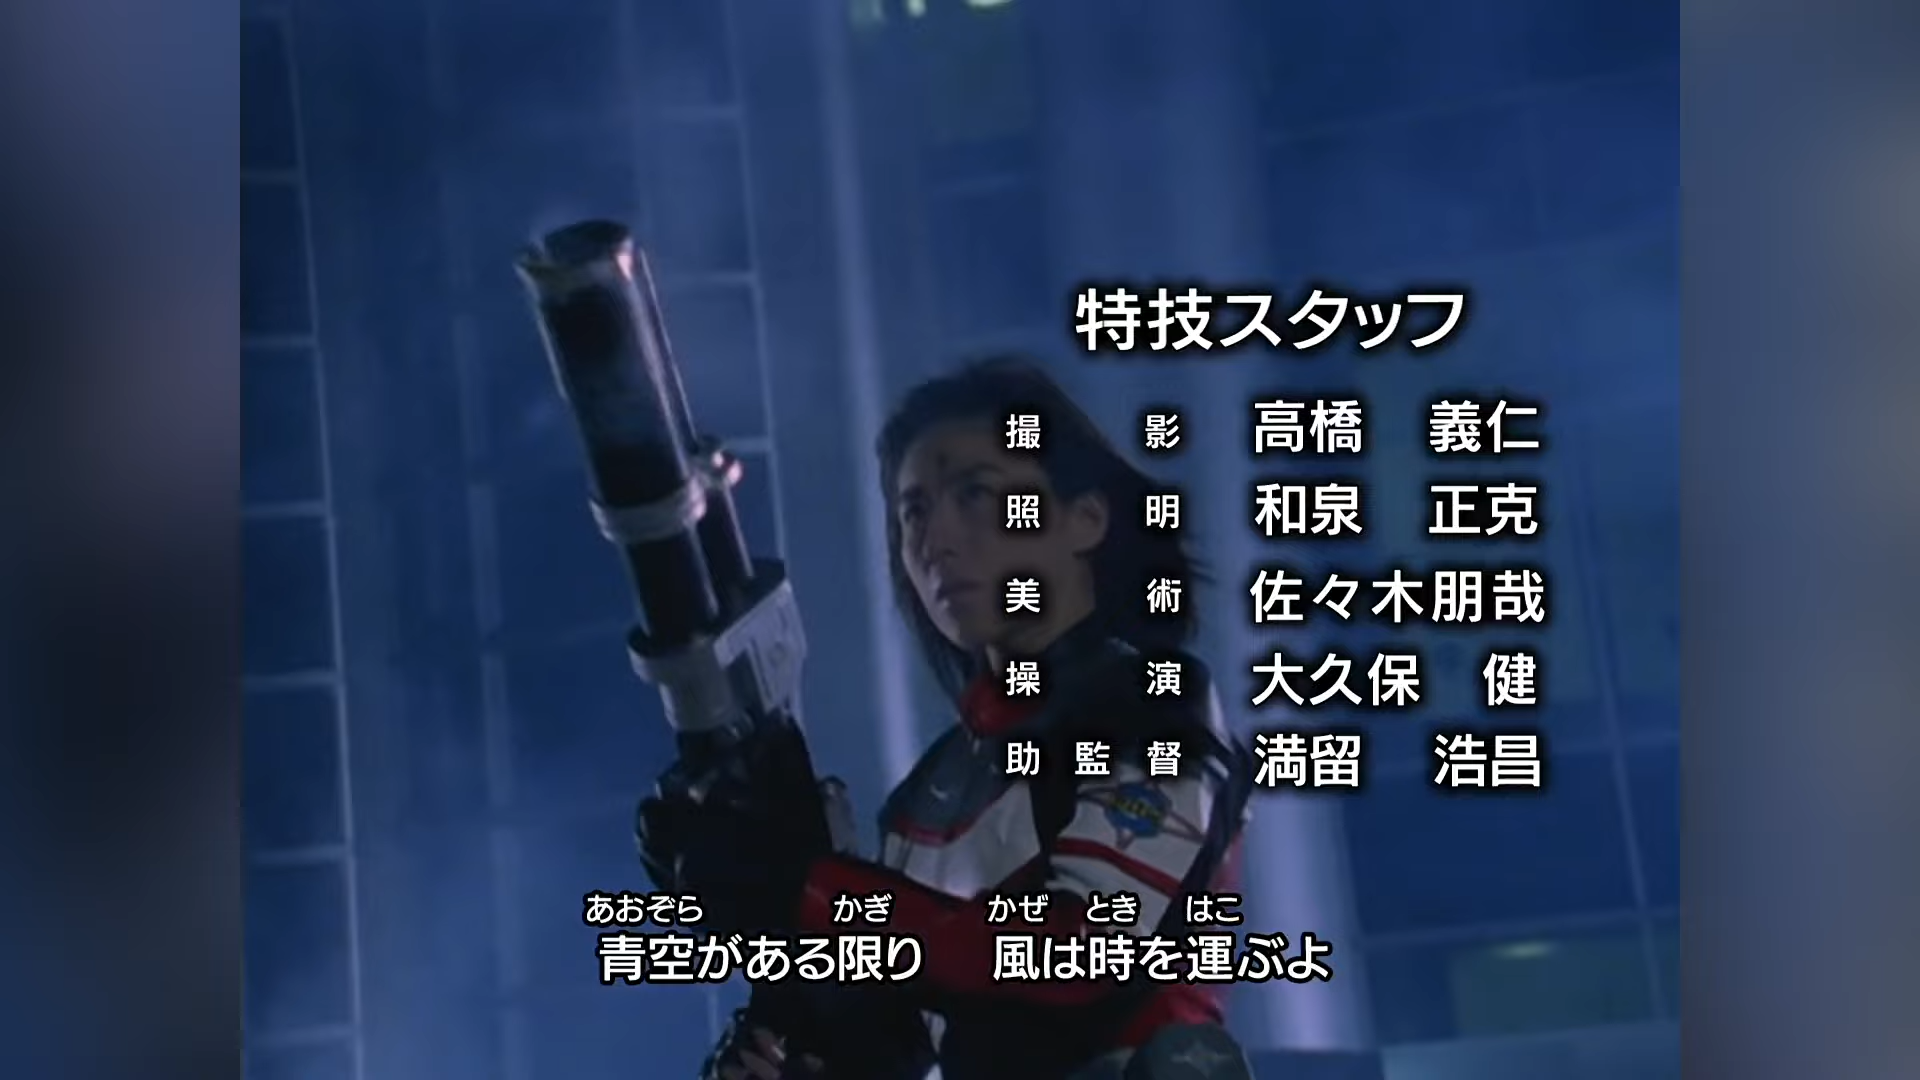 特技スタッフ
撮影 高橋 義仁
照明 和泉 正克
美術 佐々木朋哉
操演 大久保 健
助監督 満留 浩昌
あおぞら かぎ かぜ とき はこ
青空がある限り 風は時を運ぶよ